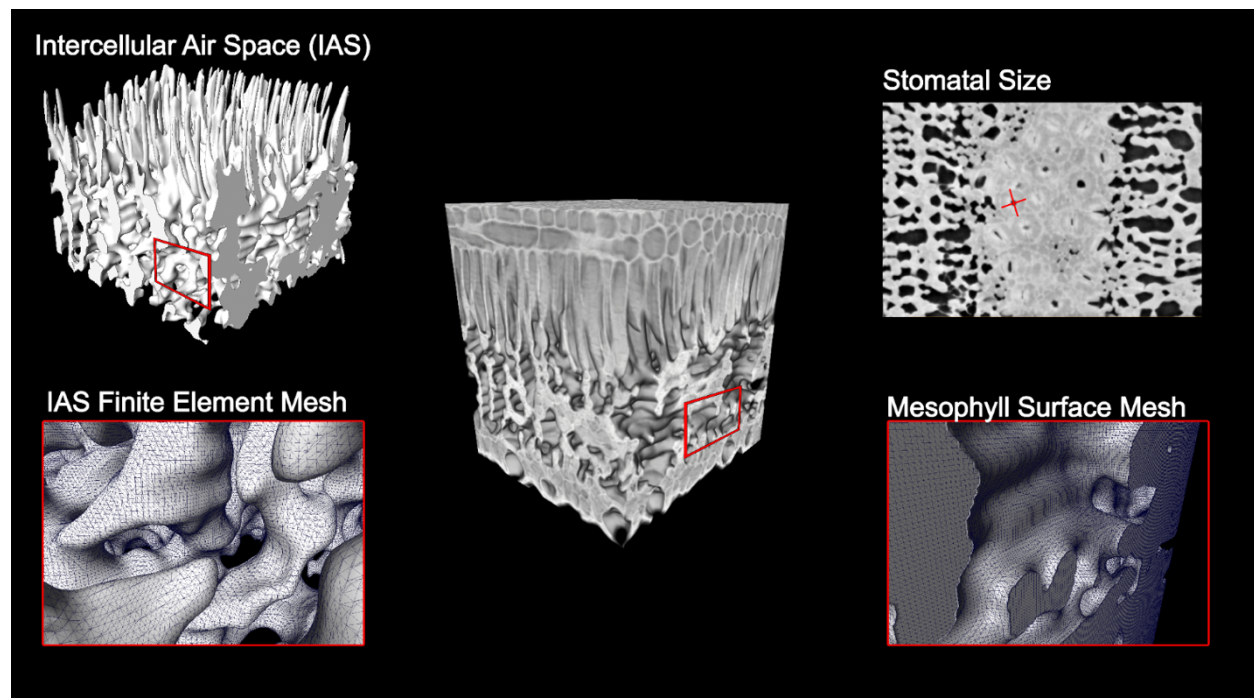 Intercellular Air Space (IAS)
Stomatal Size
IAS Finite Element Mesh
Mesophyll Surface Mesh